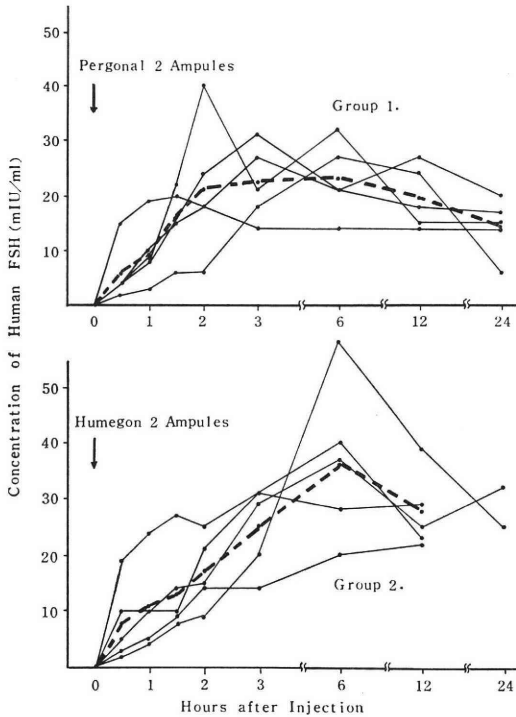 50
Pergonal 2 Ampules
40
Group 1.
30
20
10
0 1 2 3 6 12 24
Concentration of Human FSH (mIU/ml)
50
Humegon 2 Ampules
40
30
Group 2.
20
10
0 1 2 3 6 12 24
Hours after Injection